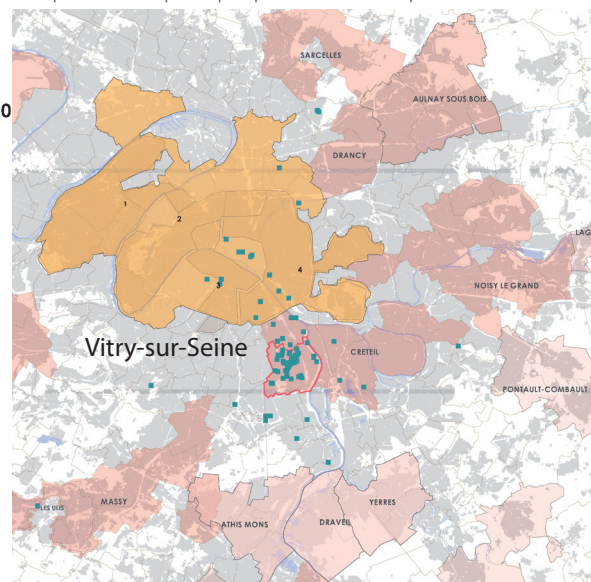 SARCELLES
AULNAY SOUS BOIS
0
DRANCY
1
2
LAG
3
4
NOISY LE GRAND
Vitry-sur-Seine
CRETEIL
PONTAULT-COMBAULT
MASSY
LES ULIS
YERRES
ATHIS MONS
DRAVEIL